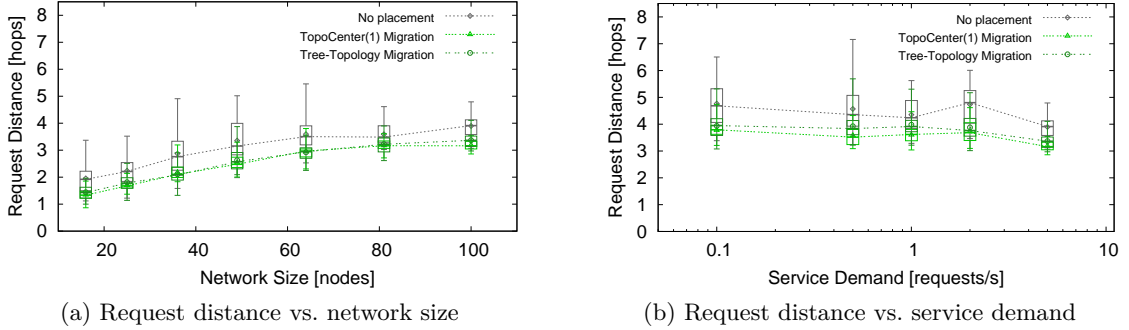 Request Distance [hops]
8
7
6
5
4
3
2
1
0
No placement
TopoCenter(1) Migration
Tree-Topology Migration
20 40 60 80 100
Network Size [nodes]
(a) Request distance vs. network size
Request Distance [hops]
8
7
6
5
4
3
2
1
0
No placement
TopoCenter(1) Migration
Tree-Topology Migration
0.1 1 10
Service Demand [requests/s]
(b) Request distance vs. service demand